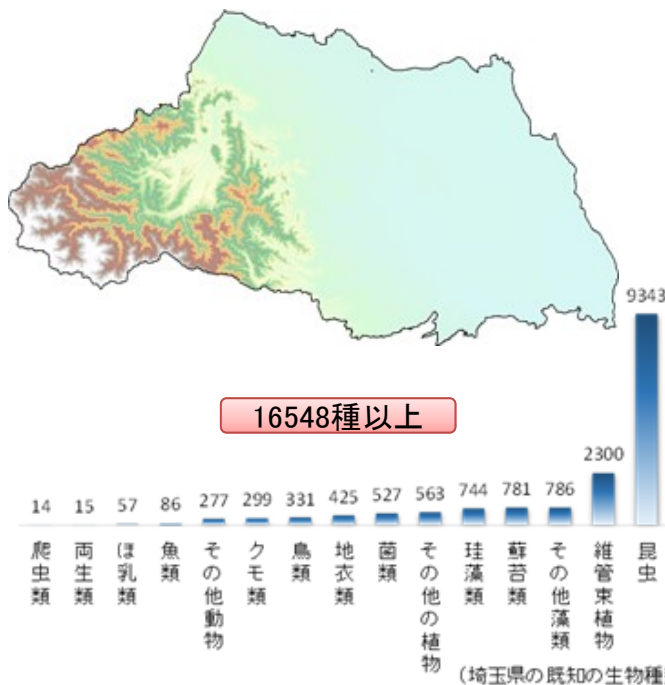 16548種以上
14 15 57 86 277 299 331 425 527 563 744 781 786 2300 9343
爬虫類
両生類
ほ乳類
魚類
その他動物
クモ類
鳥類
地衣類
菌類
その他の植物
珪藻類
蘚苔類
その他藻類
維管束植物
昆虫
（埼玉県の既知の生物種